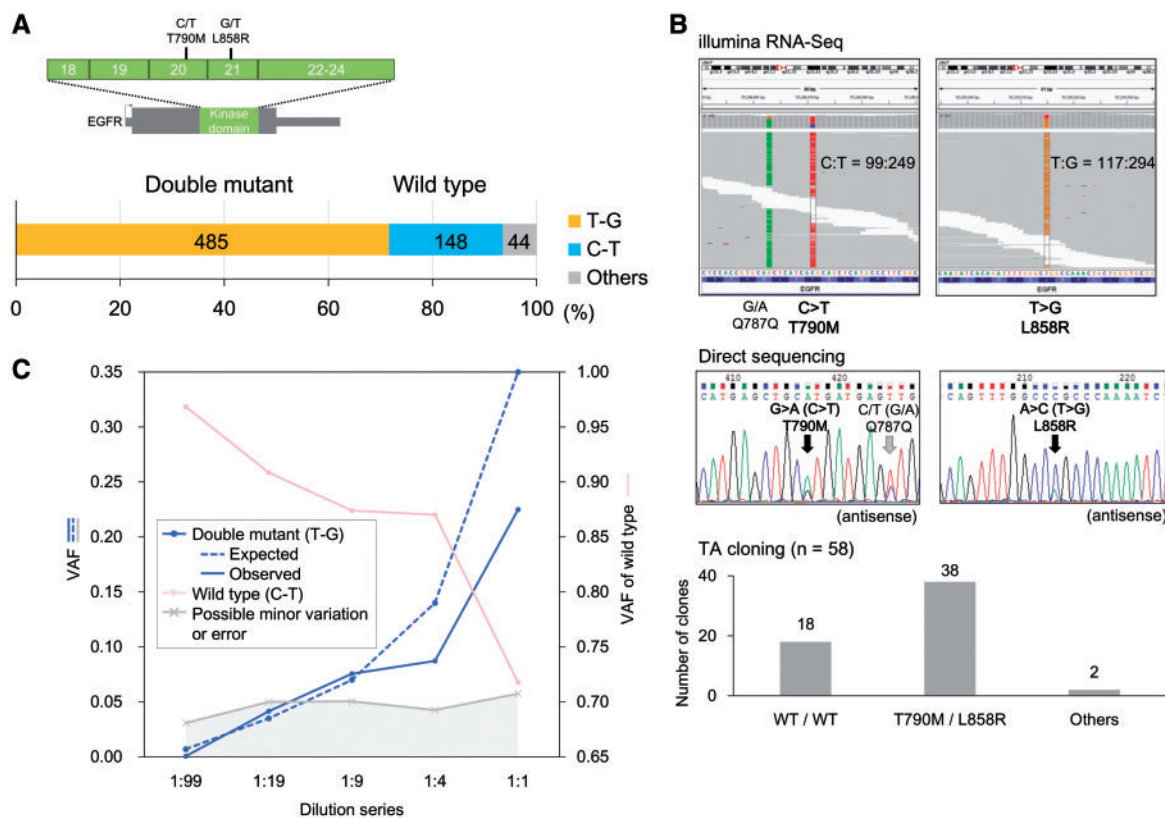 A
C/T G/T
T790M L858R
18 19 20 21 22-24
EGFR
Kinase
domain
Double mutant Wild type
485 148 44
T-G
C-T
Others
0 20 40 60 80 100 (%)
B
illumina RNA-Seq
C:T = 99:249
T:G = 117:294
EGFR
EGFR
G/A
Q787Q
C>T
T790M
T>G
L858R
Direct sequencing
410 420
CATGAGCTGCATGATGAGTTG
G>A (C>T)
T790M
C/T (G/A)
Q787Q
(antisense)
210 220
CAGTTTGGCCCGCCCAAAATC
A>C (T>G)
L858R
(antisense)
TA cloning (n = 58)
Number of clones
40
20
0
18
38
2
WT / WT T790M / L858R Others
C
VAF
0.35
0.30
0.25
0.20
0.15
0.10
0.05
0.00
Double mutant (T-G)
Expected
Observed
Wild type (C-T)
Possible minor variation
or error
1.00
0.95
0.90
0.85
0.80
0.75
0.70
0.65
VAF of wild type
1:99 1:19 1:9 1:4 1:1
Dilution series